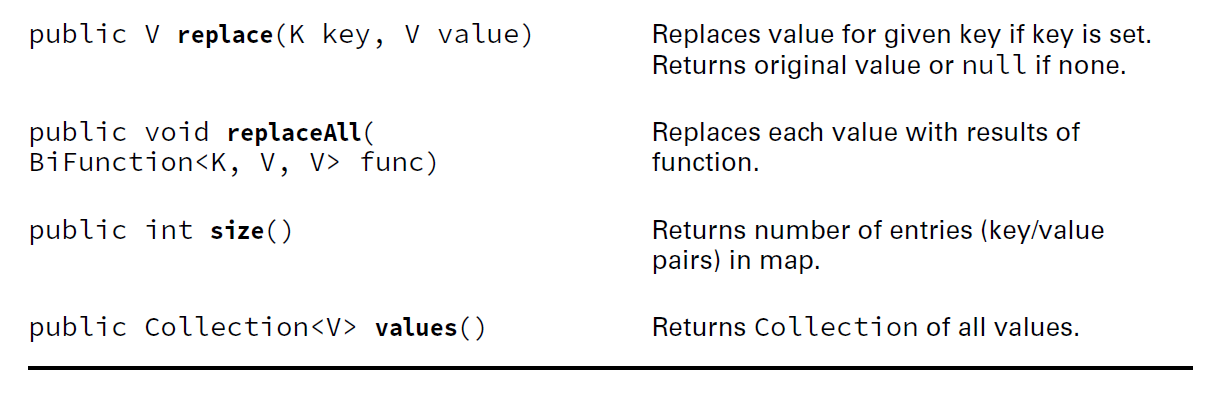 public V replace(K key, V value)
Replaces value for given key if key is set.
Returns original value or null if none.
public void replaceAll(
BiFunction<K, V, V> func)
Replaces each value with results of
function.
public int size()
Returns number of entries (key/value
pairs) in map.
public Collection<V> values()
Returns Collection of all values.